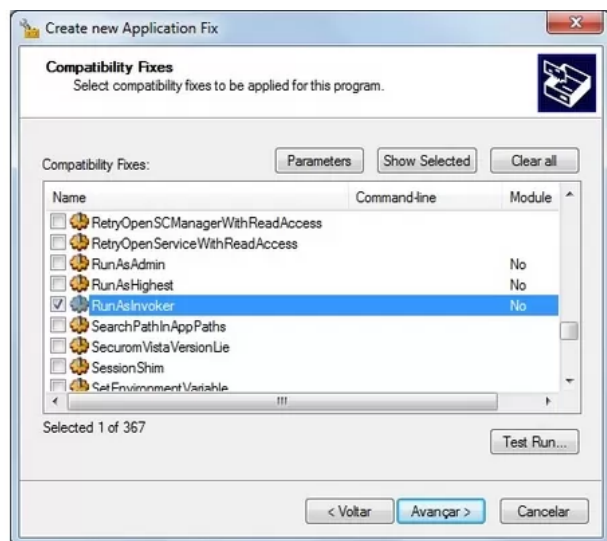 Create new Application Fix
Compatibility Fixes
Select compatibility fixes to be applied for this program.
Compatibility Fixes:
Parameters
Show Selected
Clear all
Name Command-line Module
RetryOpenSCManagerWithReadAccess
RetryOpenServiceWithReadAccess
RunAsAdmin No
RunAsHighest No
RunAsInvoker No
SearchPathInAppPaths
SecuromVistaVersionLie
SessionShim
SetEnvironmentVariable
Selected 1 of 367
Test Run...
< Voltar
Avançar >
Cancelar